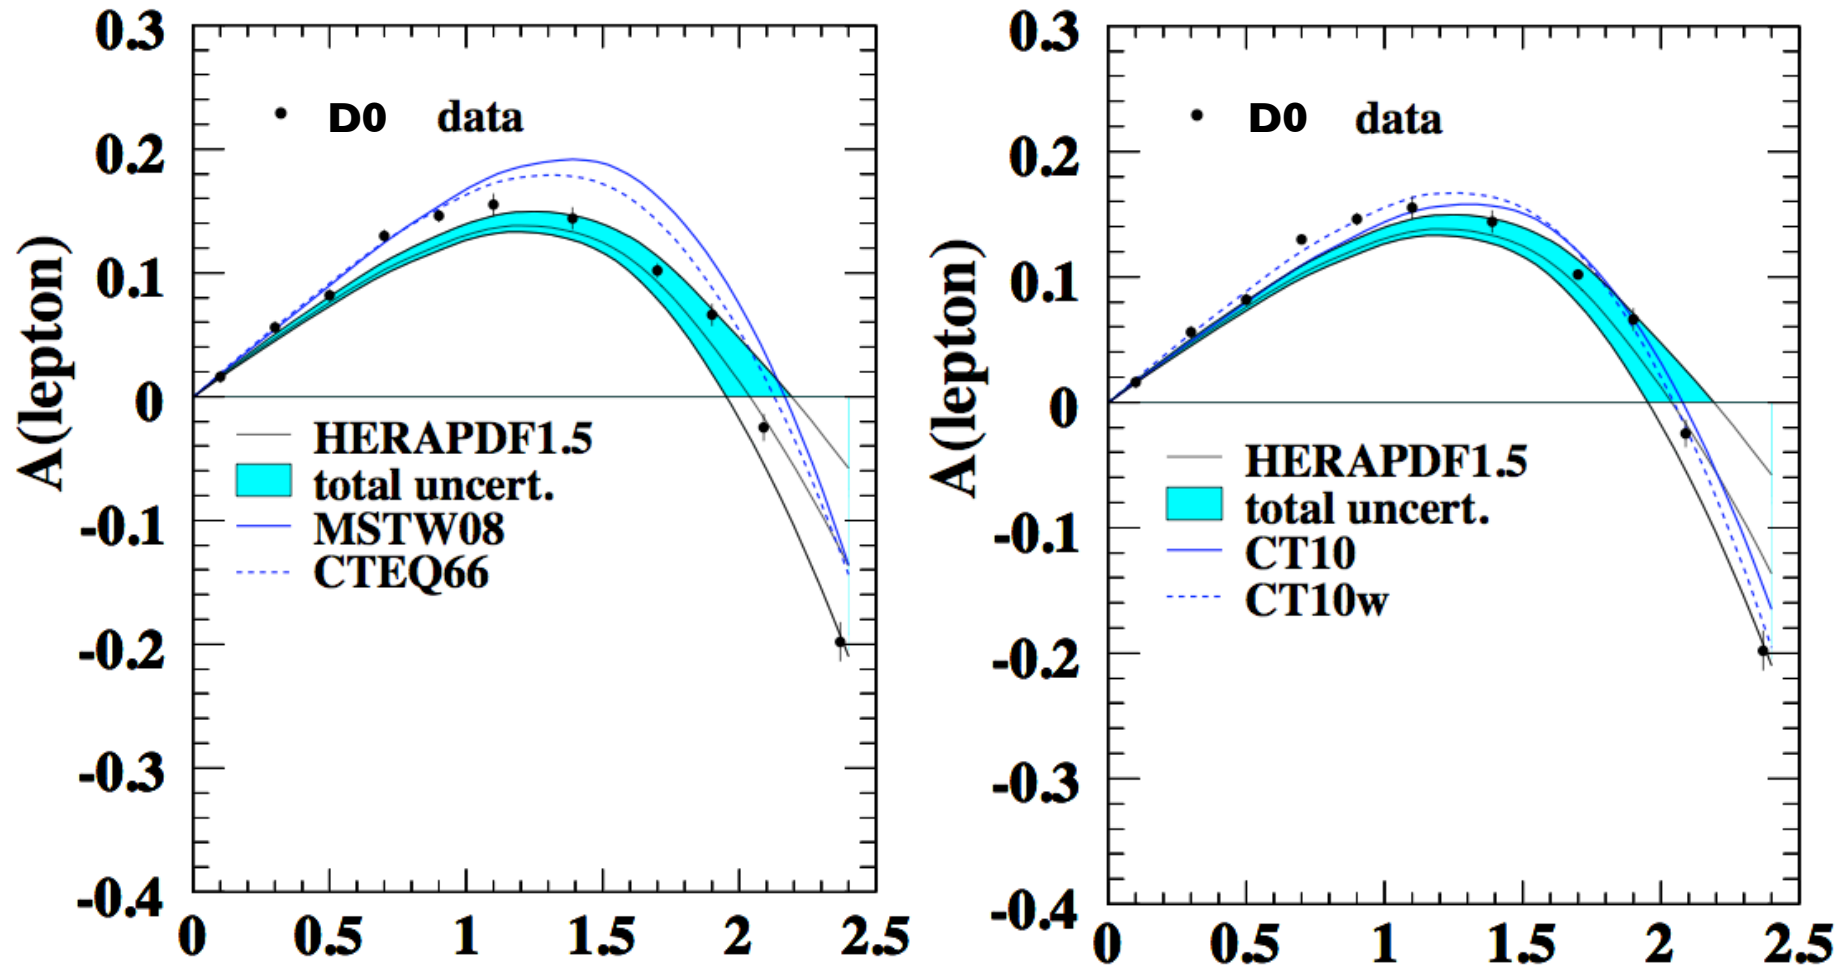 0.3
0.2
0.1
0
-0.1
-0.2
-0.3
-0.4
A(lepton)
D0 data
HERAPDF1.5
total uncert.
MSTW08
CTEQ66
0 0.5 1 1.5 2 2.5
0.3
0.2
0.1
0
-0.1
-0.2
-0.3
-0.4
A(lepton)
D0 data
HERAPDF1.5
total uncert.
CT10
CT10w
0 0.5 1 1.5 2 2.5